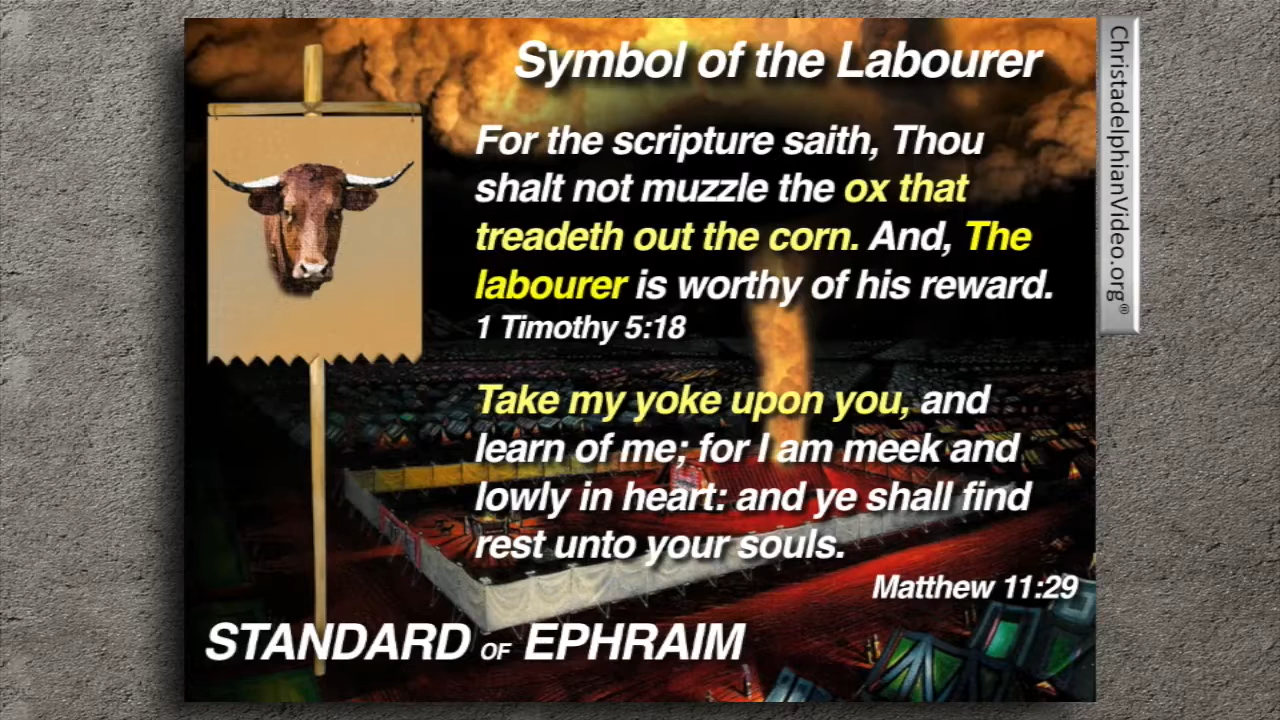 Symbol of the Labourer
For the scripture saith, Thou
shalt not muzzle the ox that
treadeth out the corn. And, The
labourer is worthy of his reward.
1 Timothy 5:18
Take my yoke upon you, and
learn of me; for I am meek and
lowly in heart: and ye shall find
rest unto your souls.
Matthew 11:29
STANDARD OF EPHRAIM
ChristadelphianVideo.org®